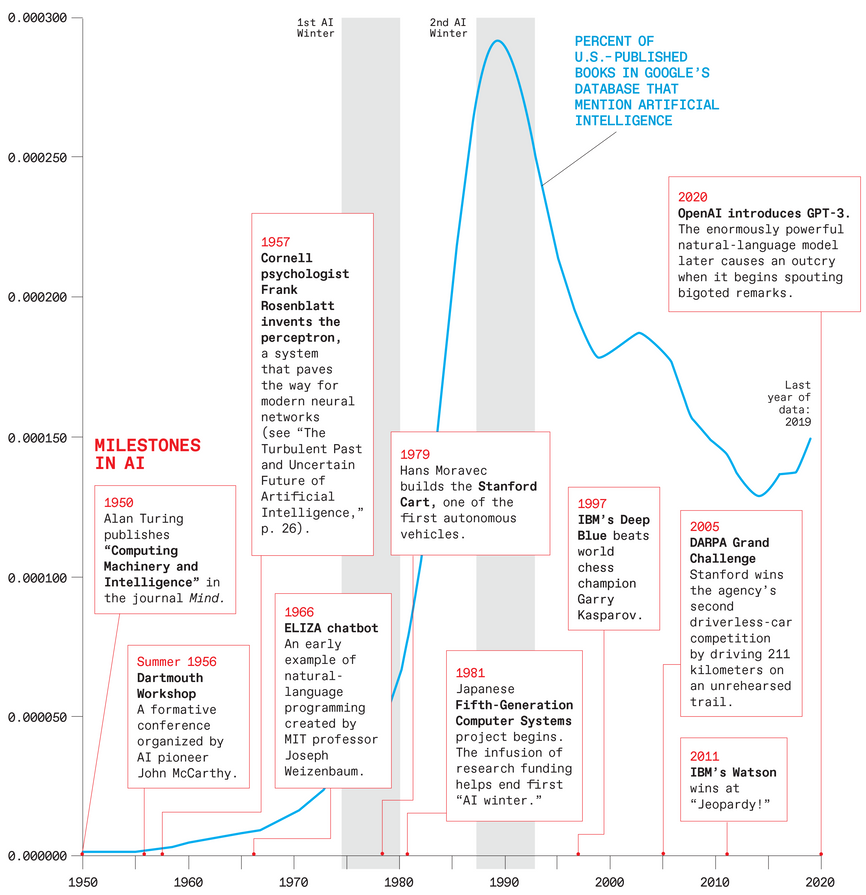 0.000300
0.000250
0.000200
0.000150
0.000100
0.000050
0.000000
1st AI
Winter
2nd AI
Winter
PERCENT OF
U.S.-PUBLISHED
BOOKS IN GOOGLE’S
DATABASE THAT
MENTION ARTIFICIAL
INTELLIGENCE
MILESTONES
IN AI
1950
Alan Turing
publishes
“Computing
Machinery and
Intelligence” in
the journal Mind.
Summer 1956
Dartmouth
Workshop
A formative
conference
organized by
AI pioneer
John McCarthy.
1957
Cornell
psychologist
Frank
Rosenblatt
invents the
perceptron,
a system
that paves
the way for
modern neural
networks
(see “The
Turbulent Past
and Uncertain
Future of
Artificial
Intelligence,”
p. 26).
1966
ELIZA chatbot
An early
example of
natural-
language
programming
created by
MIT professor
Joseph
Weizenbaum.
1979
Hans Moravec
builds the Stanford
Cart, one of the
first autonomous
vehicles.
1981
Japanese
Fifth-Generation
Computer Systems
project begins.
The infusion of
research funding
helps end first
“AI winter.”
1997
IBM’s Deep
Blue beats
world
chess
champion
Garry
Kasparov.
2005
DARPA Grand
Challenge
Stanford wins
the agency’s
second
driverless-car
competition
by driving 211
kilometers on
an unrehearsed
trail.
2011
IBM’s Watson
wins at
“Jeopardy!”
2020
OpenAI introduces GPT-3.
The enormously powerful
natural-language model
later causes an outcry
when it begins spouting
bigoted remarks.
Last
year of
data:
2019
1950
1960
1970
1980
1990
2000
2010
2020